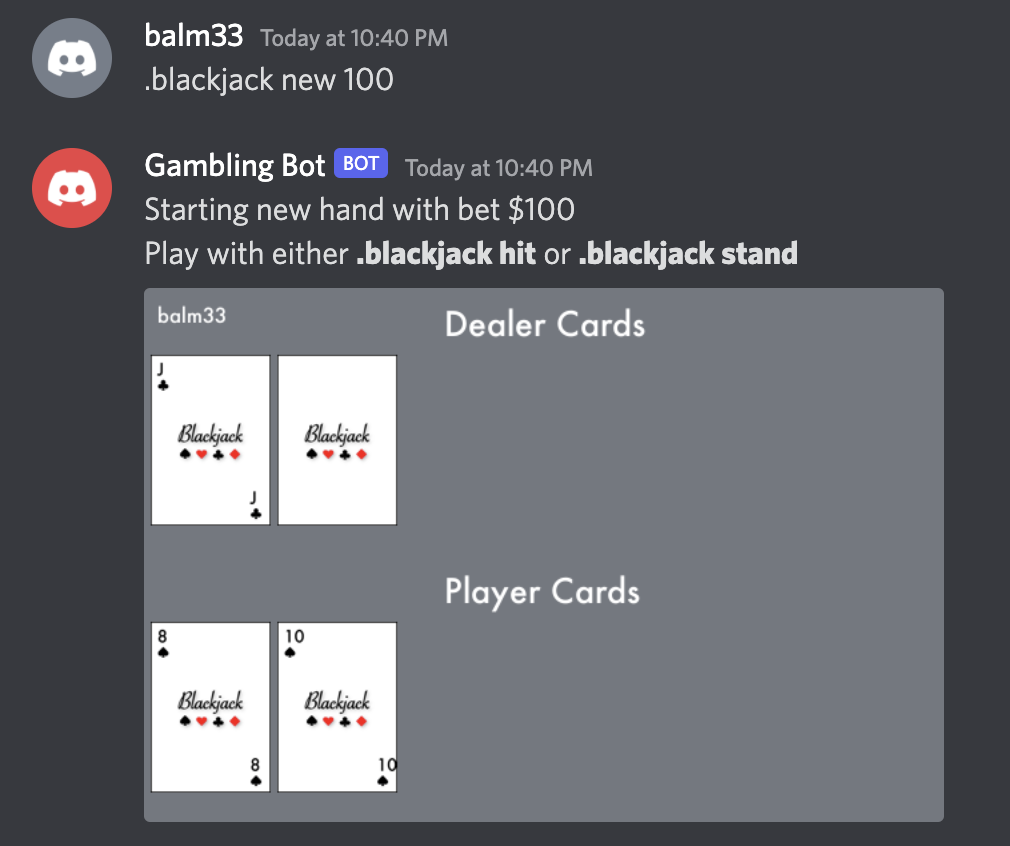 balm33 Today at 10:40 PM
.blackjack new 100
Gambling Bot BOT Today at 10:40 PM
Starting new hand with bet $100
Play with either .blackjack hit or .blackjack stand
balm33
Dealer Cards
J
Blackjack Blackjack
J
Player Cards
8 10
Blackjack Blackjack
8 10